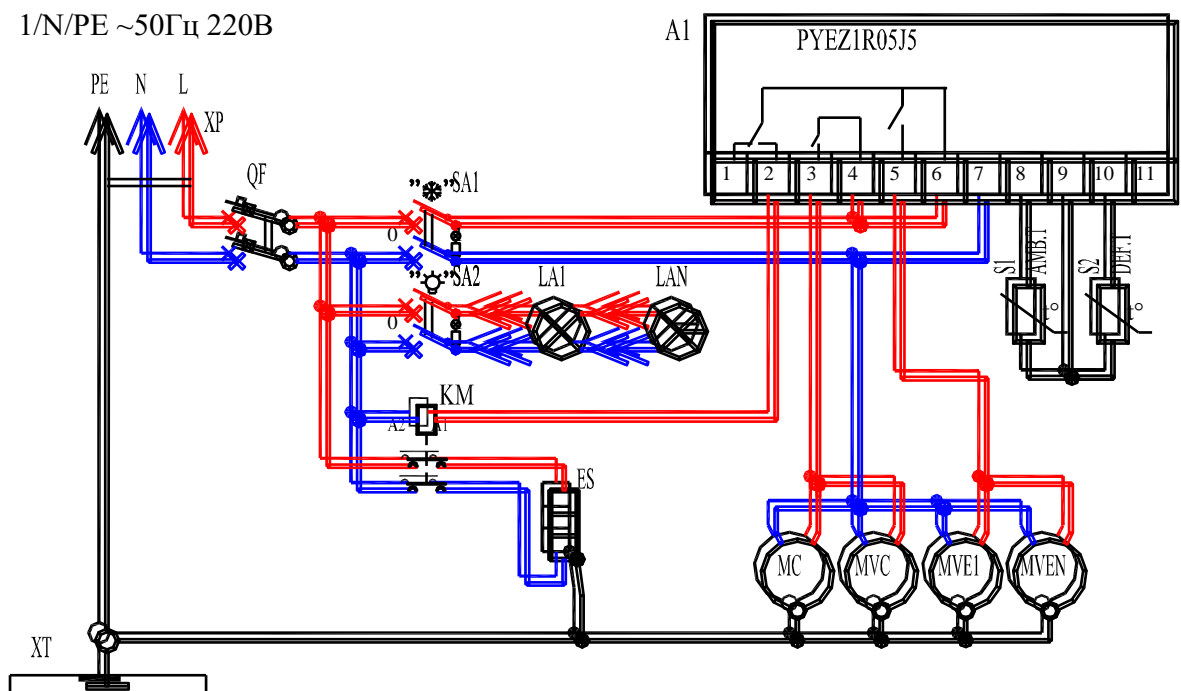 1/N/PE ~50Гц 220В
A1
PYEZ1R05J5
PE N L
XP
1 2 3 4 5 6 7 8 9 10 11
QF
"❄" SA1
0
S1 AMB.T
S2 DEF.T
SA2
LA1
LAN
0
KM
A2 A1
ES
MC
MVC
MVE1
MVEN
XT